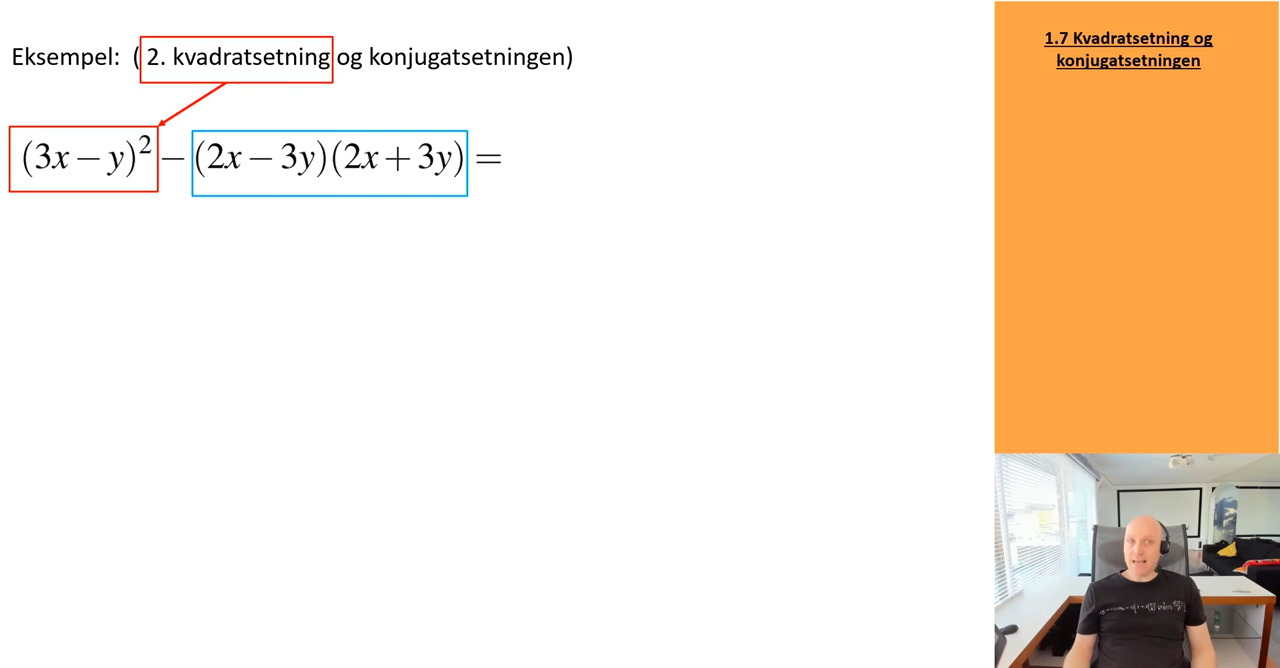 Eksempel: (2. kvadratsetning og konjugatsetningen)
(3x − y)² − (2x − 3y)(2x + 3y) =
1.7 Kvadratsetning og
konjugatsetningen